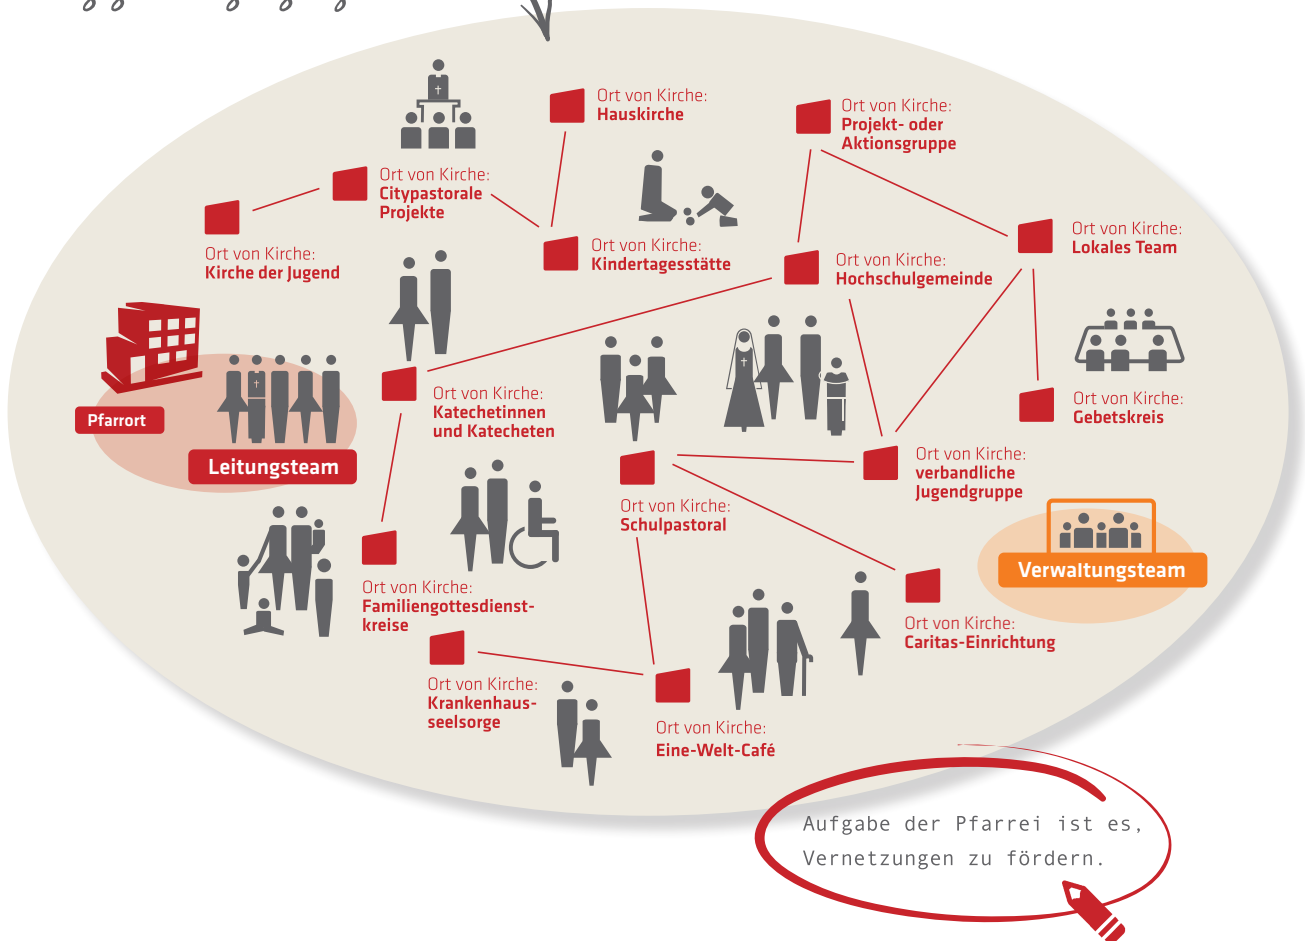 Ort von Kirche:
Hauskirche
Ort von Kirche:
Projekt- oder
Aktionsgruppe
Ort von Kirche:
Citypastorale
Projekte
Ort von Kirche:
Kirche der Jugend
Ort von Kirche:
Kindertagesstätte
Ort von Kirche:
Hochschulgemeinde
Ort von Kirche:
Lokales Team
Pfarrort
Leitungsteam
Ort von Kirche:
Katechetinnen
und Katecheten
Ort von Kirche:
Gebetskreis
Ort von Kirche:
verbandliche
Jugendgruppe
Ort von Kirche:
Schulpastoral
Verwaltungsteam
Ort von Kirche:
Familiengottesdienst-
kreise
Ort von Kirche:
Caritas-Einrichtung
Ort von Kirche:
Krankenhaus-
seelsorge
Ort von Kirche:
Eine-Welt-Café
Aufgabe der Pfarrei ist es,
Vernetzungen zu fördern.